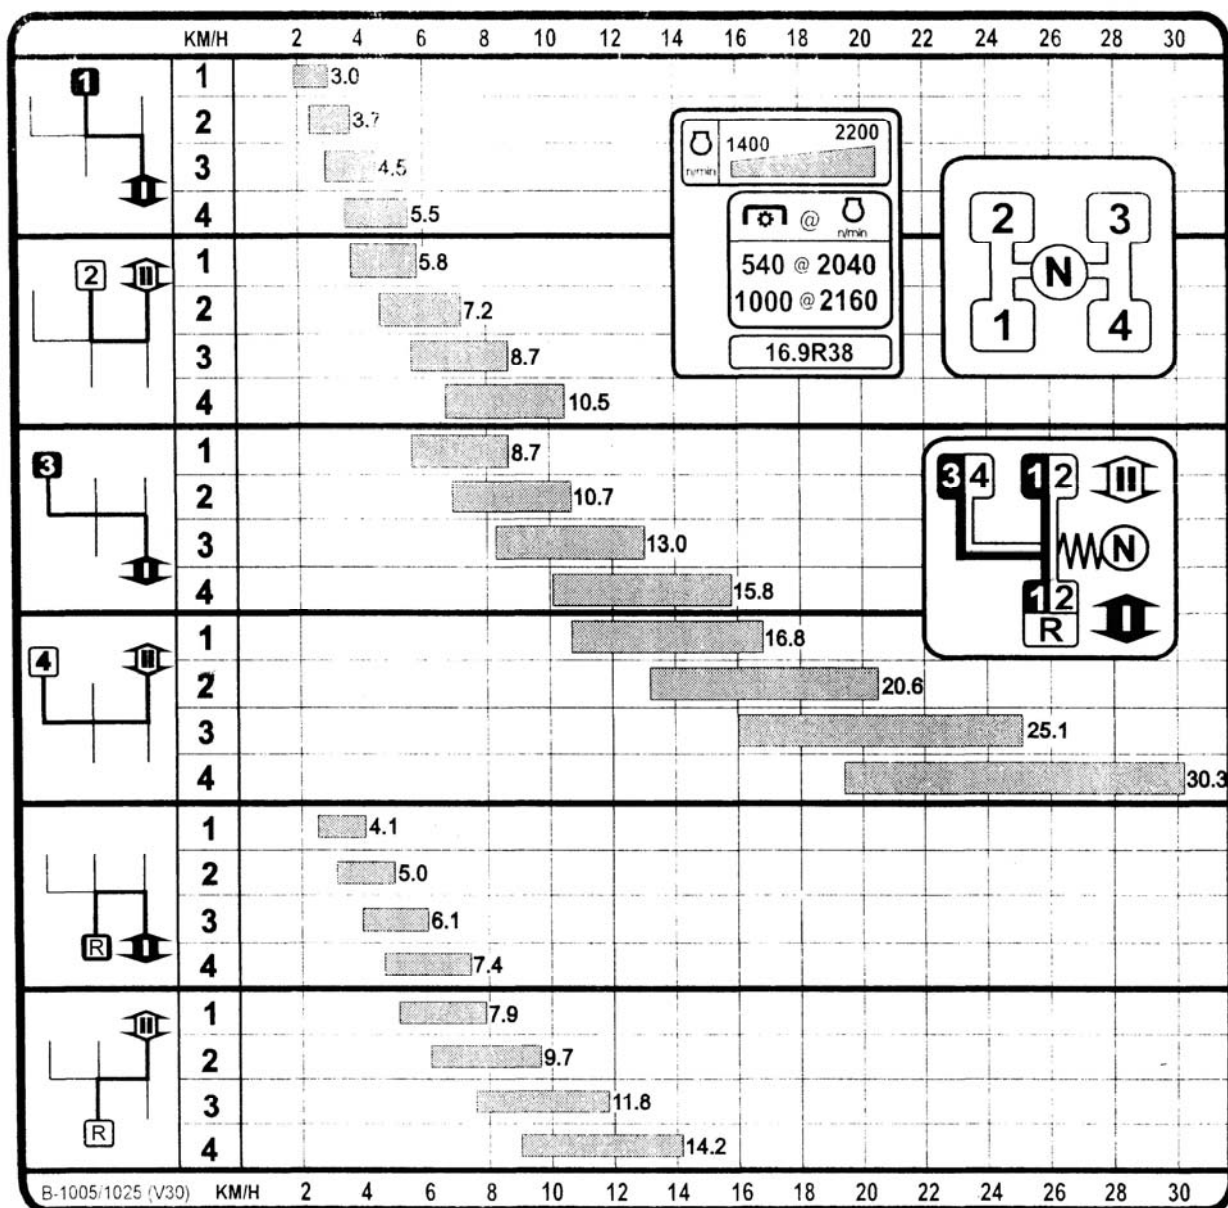 KM/H 2 4 6 8 10 12 14 16 18 20 22 24 26 28 30
1
1 3.0
2 3.7
3 4.5
I
4 5.5
2 II
1 5.8
2 7.2
3 8.7
4 10.5
3
1 8.7
2 10.7
3 13.0
I
4 15.8
4 II
1 16.8
2 20.6
3 25.1
4 30.3
1 4.1
2 5.0
3 6.1
R I
4 7.4
II
1 7.9
2 9.7
3 11.8
R
4 14.2
B-1005/1025 (V30) KM/H 2 4 6 8 10 12 14 16 18 20 22 24 26 28 30
1400 2200
n/min
@ n/min
540 @ 2040
1000 @ 2160
16.9R38
2 3
N
1 4
3 4 1 2 II
N
1 2
R I